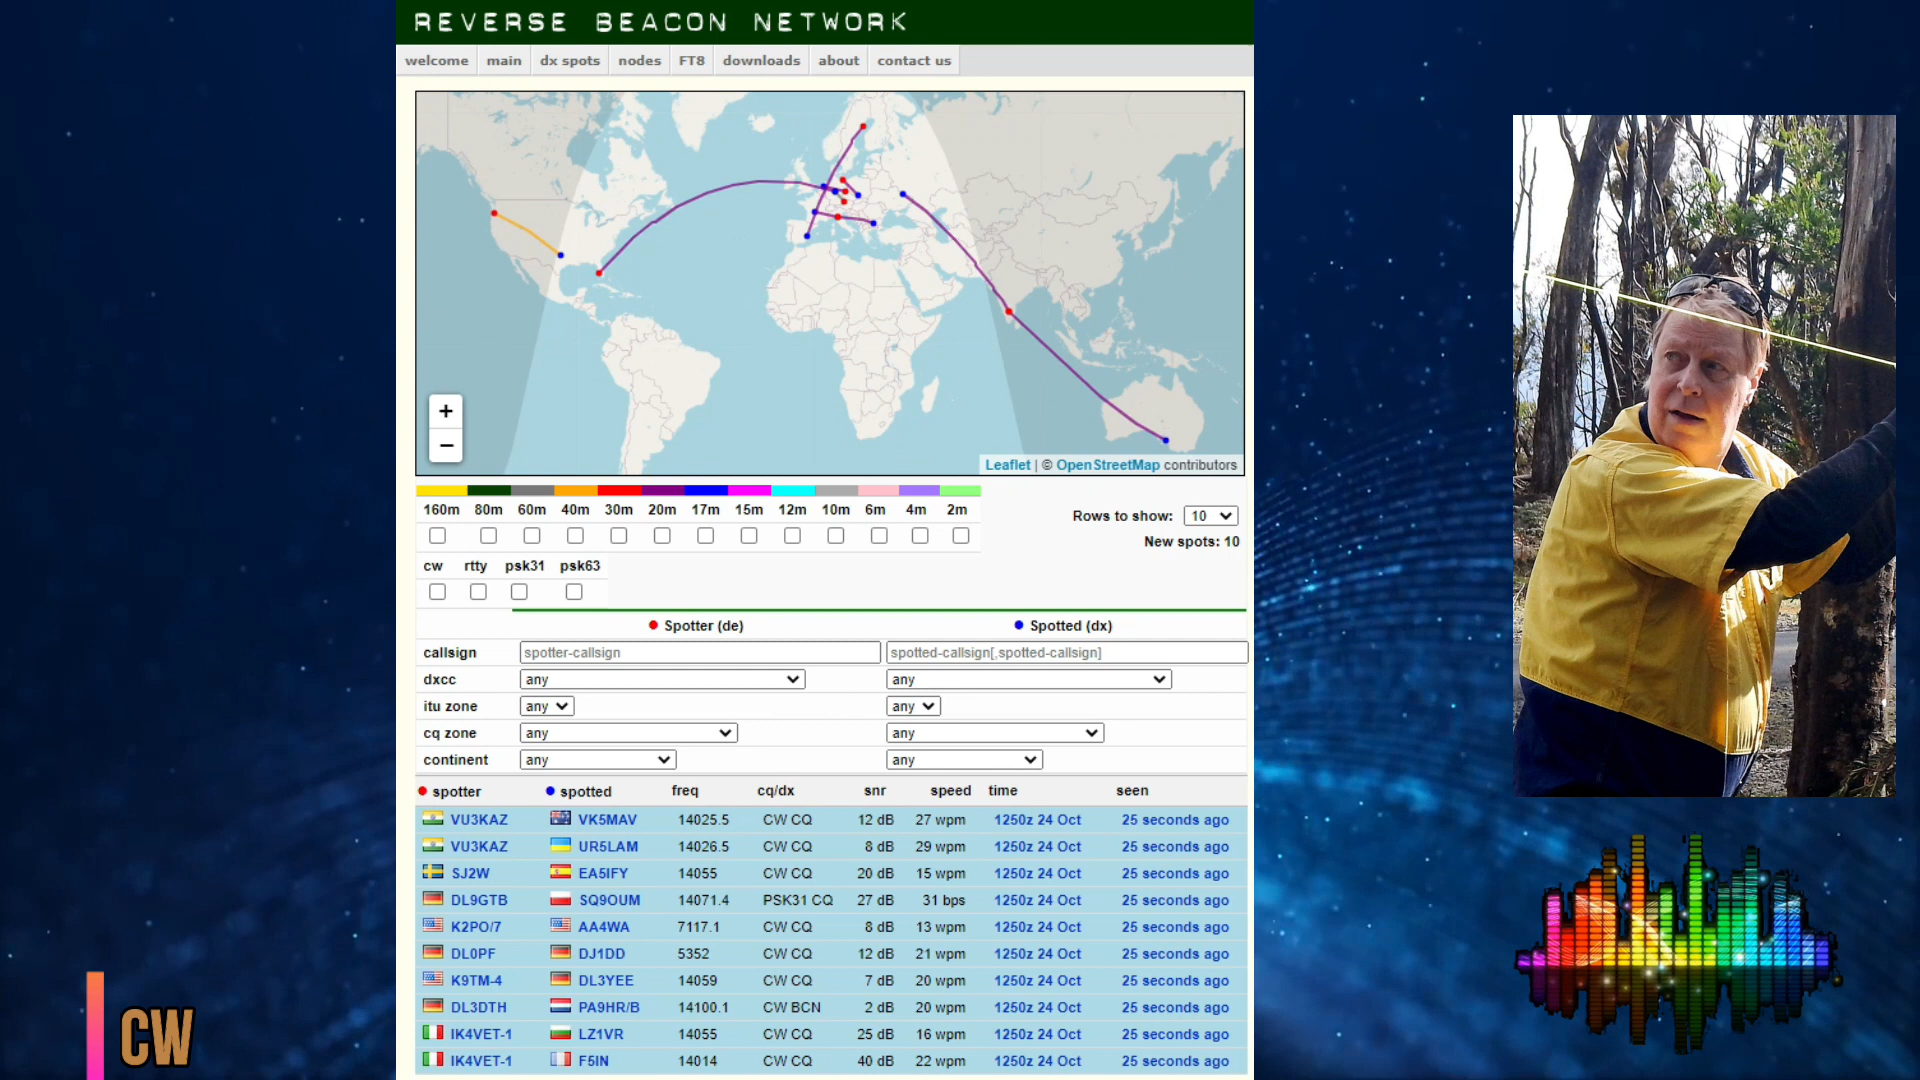 REVERSE BEACON NETWORK
welcome main dx spots nodes FT8 downloads about contact us
+
−
Leaflet | © OpenStreetMap contributors
160m 80m 60m 40m 30m 20m 17m 15m 12m 10m 6m 4m 2m
Rows to show: 10
New spots: 10
cw rtty psk31 psk63
Spotter (de) Spotted (dx)
callsign spotter-callsign spotted-callsign[,spotted-callsign]
dxcc any any
itu zone any any
cq zone any any
continent any any
spotter spotted freq cq/dx snr speed time seen
VU3KAZ VK5MAV 14025.5 CW CQ 12 dB 27 wpm 1250z 24 Oct 25 seconds ago
VU3KAZ UR5LAM 14026.5 CW CQ 8 dB 29 wpm 1250z 24 Oct 25 seconds ago
SJ2W EA5IFY 14055 CW CQ 20 dB 15 wpm 1250z 24 Oct 25 seconds ago
DL9GTB SQ9OUM 14071.4 PSK31 CQ 27 dB 31 bps 1250z 24 Oct 25 seconds ago
K2PO/7 AA4WA 7117.1 CW CQ 8 dB 13 wpm 1250z 24 Oct 25 seconds ago
DL0PF DJ1DD 5352 CW CQ 12 dB 21 wpm 1250z 24 Oct 25 seconds ago
K9TM-4 DL3YEE 14059 CW CQ 7 dB 20 wpm 1250z 24 Oct 25 seconds ago
DL3DTH PA9HR/B 14100.1 CW BCN 2 dB 20 wpm 1250z 24 Oct 25 seconds ago
IK4VET-1 LZ1VR 14055 CW CQ 25 dB 16 wpm 1250z 24 Oct 25 seconds ago
IK4VET-1 F5IN 14014 CW CQ 40 dB 22 wpm 1250z 24 Oct 25 seconds ago
CW